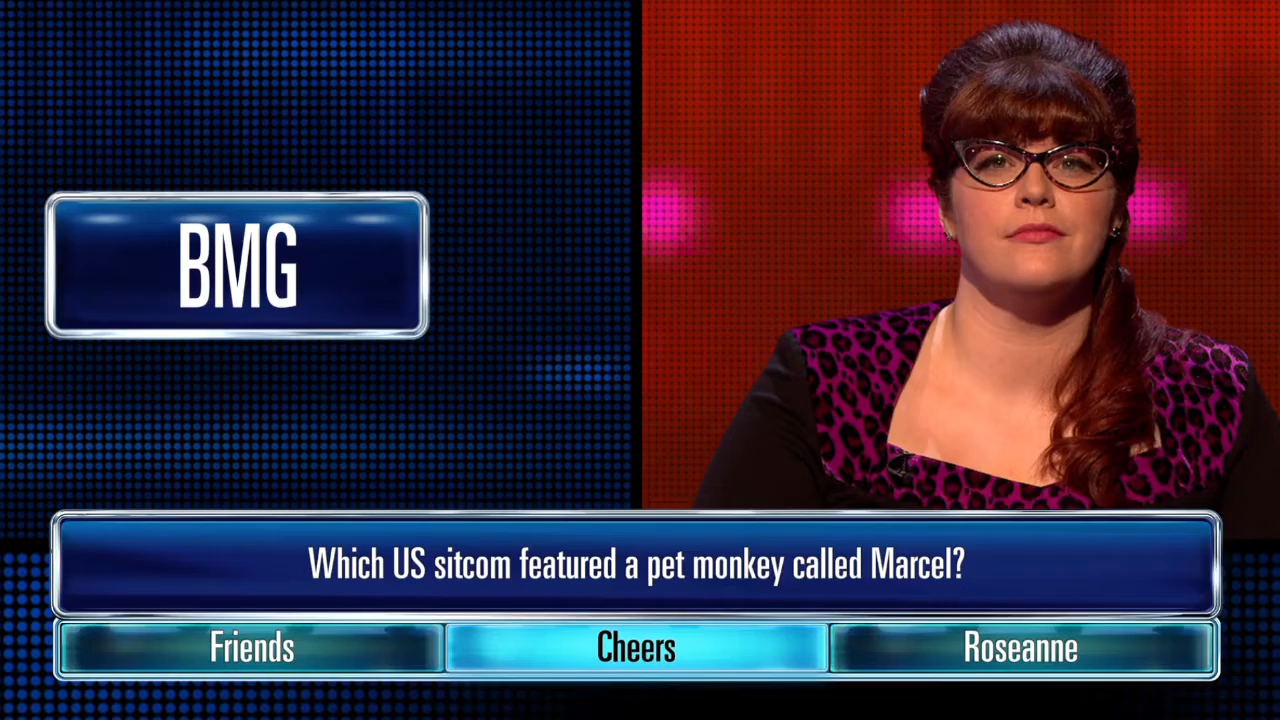 BMG
Which US sitcom featured a pet monkey called Marcel?
Friends
Cheers
Roseanne